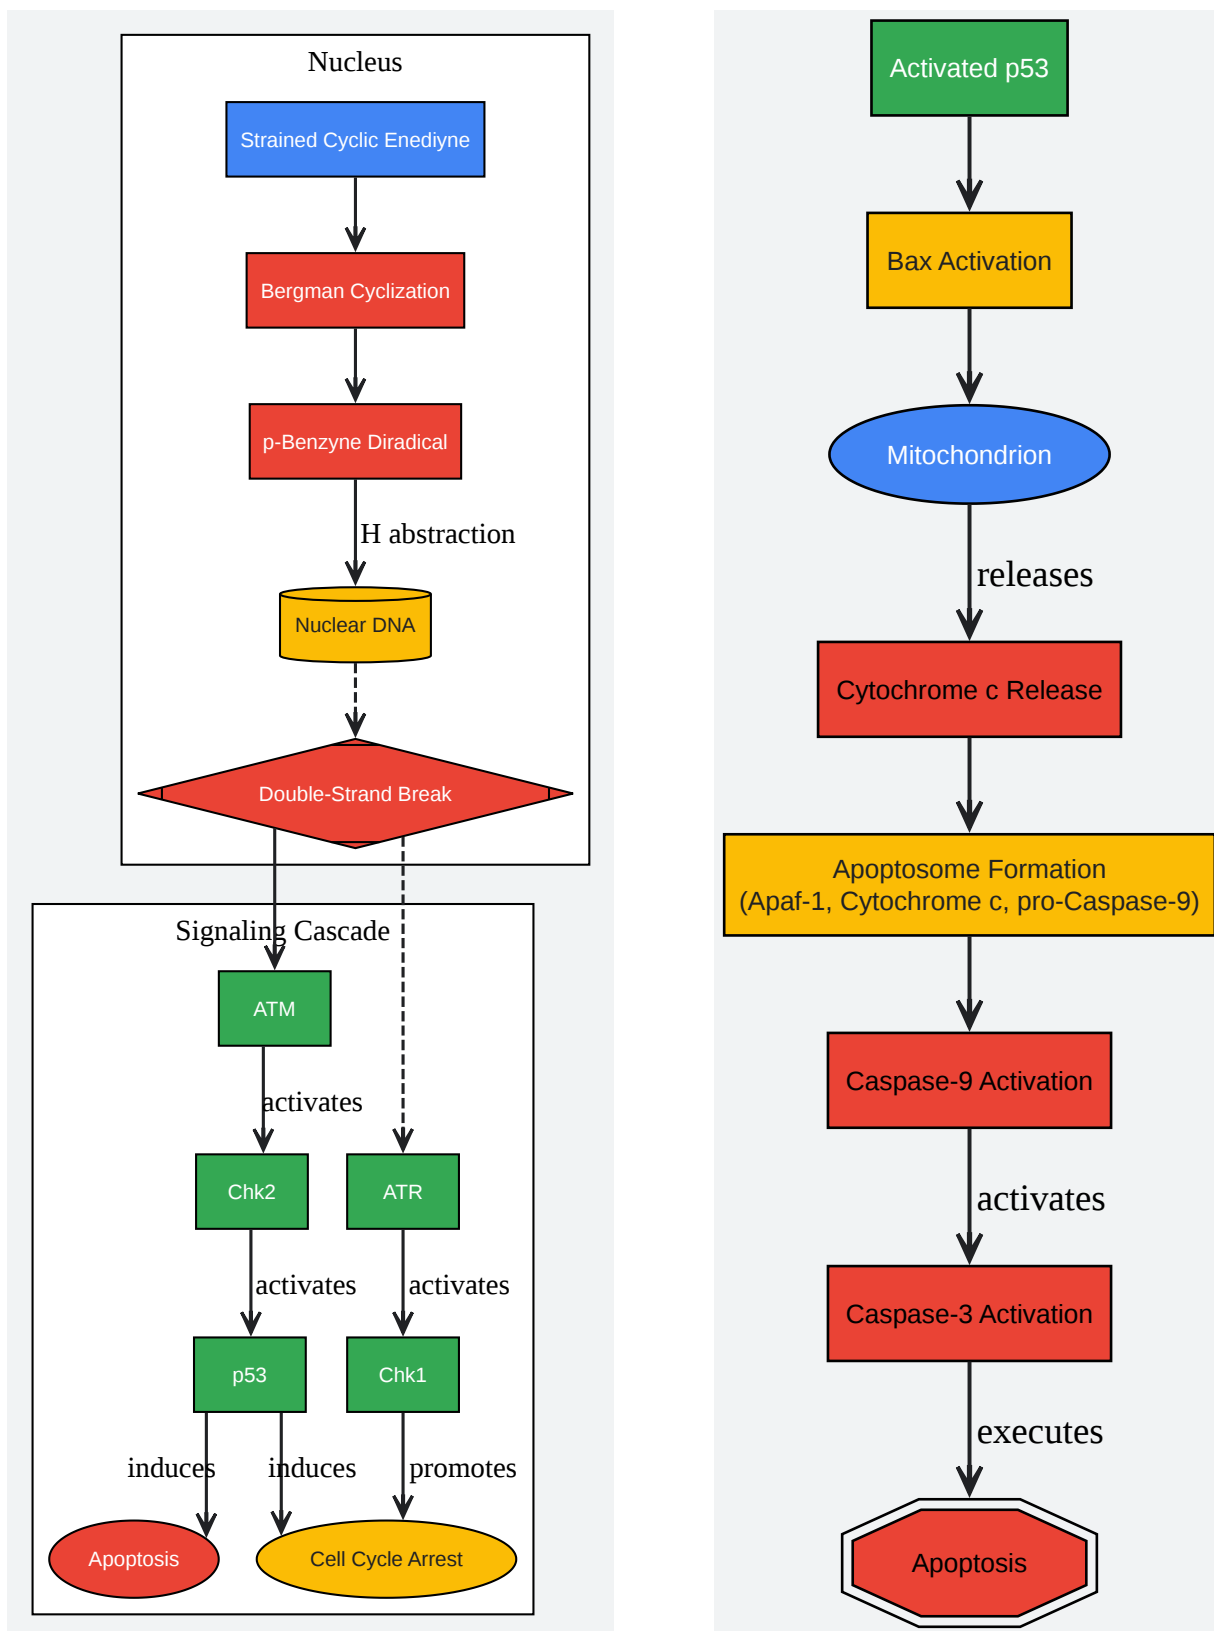 Nucleus
Strained Cyclic Enediyne
Bergman Cyclization
p-Benzyne Diradical
H abstraction
Nuclear DNA
Double-Strand Break
Signaling Cascade
ATM
activates
Chk2
ATR
activates
activates
p53
Chk1
induces
induces
promotes
Apoptosis
Cell Cycle Arrest
Activated p53
Bax Activation
Mitochondrion
releases
Cytochrome c Release
Apoptosome Formation
(Apaf-1, Cytochrome c, pro-Caspase-9)
Caspase-9 Activation
activates
Caspase-3 Activation
executes
Apoptosis